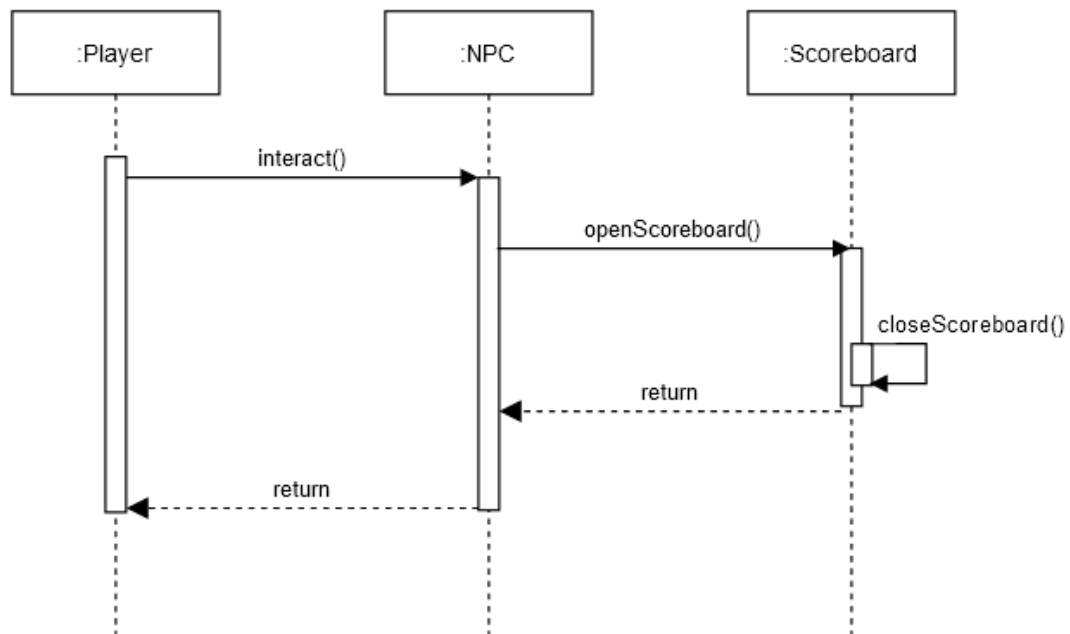 :Player
:NPC
:Scoreboard
interact()
openScoreboard()
closeScoreboard()
return
return